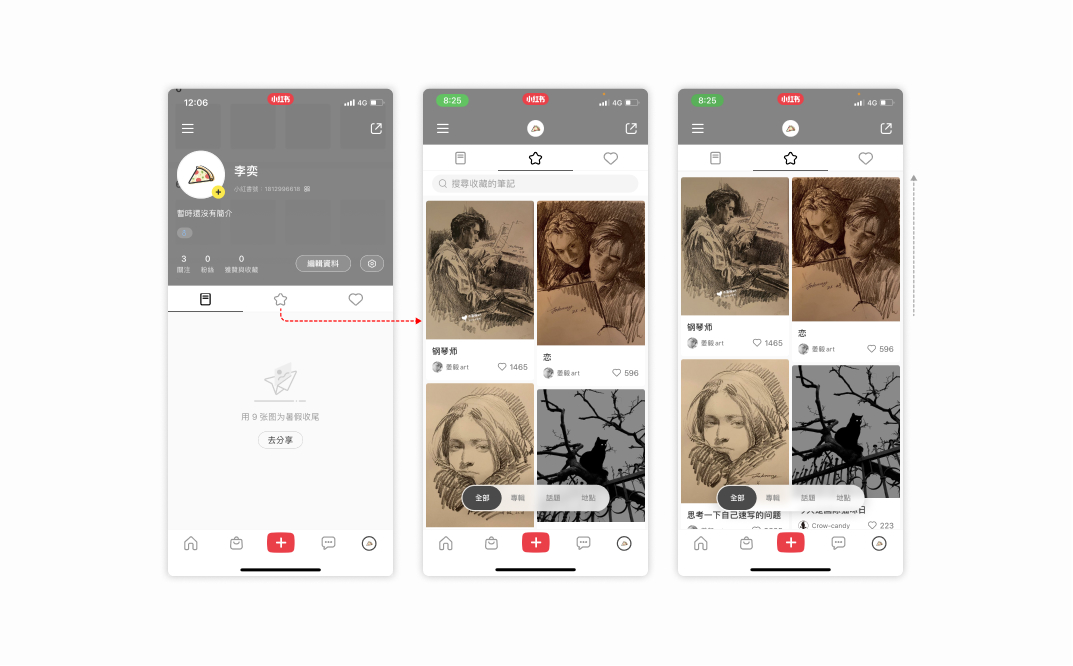 12:06
小红书
4G
李奕
小紅書號：1812996618
暫時還沒有簡介
3
0
0
關注
粉絲
獲贊與收藏
編輯資料
用 9 张图为暑假收尾
去分享
8:25
小红书
4G
搜尋收藏的筆記
钢琴师
姜毅art
1465
恋
姜毅art
596
全部
專輯
話題
地點
8:25
小红书
4G
钢琴师
姜毅art
1465
恋
姜毅art
596
全部
專輯
話題
地點
思考一下自己速写的问题
Crow-candy
223